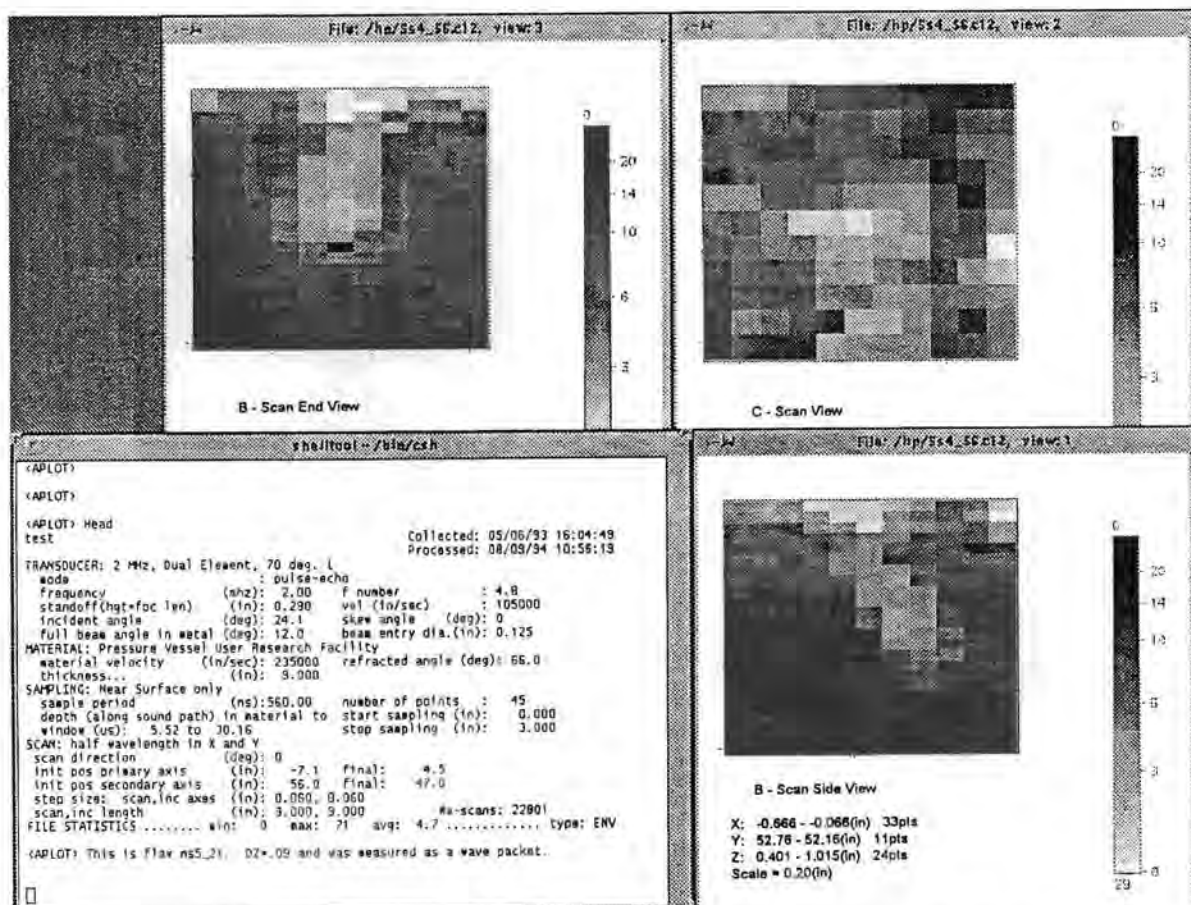 File: /hp/5s4_S6.c12, view: 3
0
20
14
10
6
3
B - Scan End View
File: /hp/5s4_S6.c12, view: 2
0
20
14
10
6
3
C - Scan View
shelltool - /bin/csh
<APLOT>
<APLOT>
<APLOT> Head
test Collected: 05/06/93 16:04:49
Processed: 08/09/94 10:56:19
TRANSDUCER: 2 MHz, Dual Element, 70 deg. L
mode : pulse-echo
frequency (mhz): 2.00 f number : 4.8
standoff(hgt+foc len) (in): 0.290 vel (in/sec) : 105000
incident angle (deg): 24.1 skew angle (deg): 0
full beam angle in metal (deg): 12.0 beam entry dia.(in): 0.125
MATERIAL: Pressure Vessel User Research Facility
material velocity (in/sec): 235000 refracted angle (deg): 66.0
thickness... (in): 9.000
SAMPLING: Near Surface only
sample period (ns):560.00 number of points : 45
depth (along sound path) in material to start sampling (in): 0.000
window (us): 5.52 to 30.16 stop sampling (in): 3.000
SCAN: half wavelength in X and Y
scan direction (deg): 0
init pos primary axis (in): -7.1 final: 4.5
init pos secondary axis (in): 56.0 final: 47.0
step size: scan,inc axes (in): 0.060, 0.060
scan,inc length (in): 9.000, 9.000 #a-scans: 22801
FILE STATISTICS ........ min: 0 max: 71 avg: 4.7 ............. type: ENV
<APLOT> This is flaw ns5_21. DZ=.09 and was measured as a wave packet.
File: /hp/5s4_S6.c12, view: 1
0
20
14
10
6
3
0
29
B - Scan Side View
X: -0.666 - -0.066(in) 33pts
Y: 52.76 - 52.16(in) 11pts
Z: 0.401 - 1.015(in) 24pts
Scale = 0.20(in)